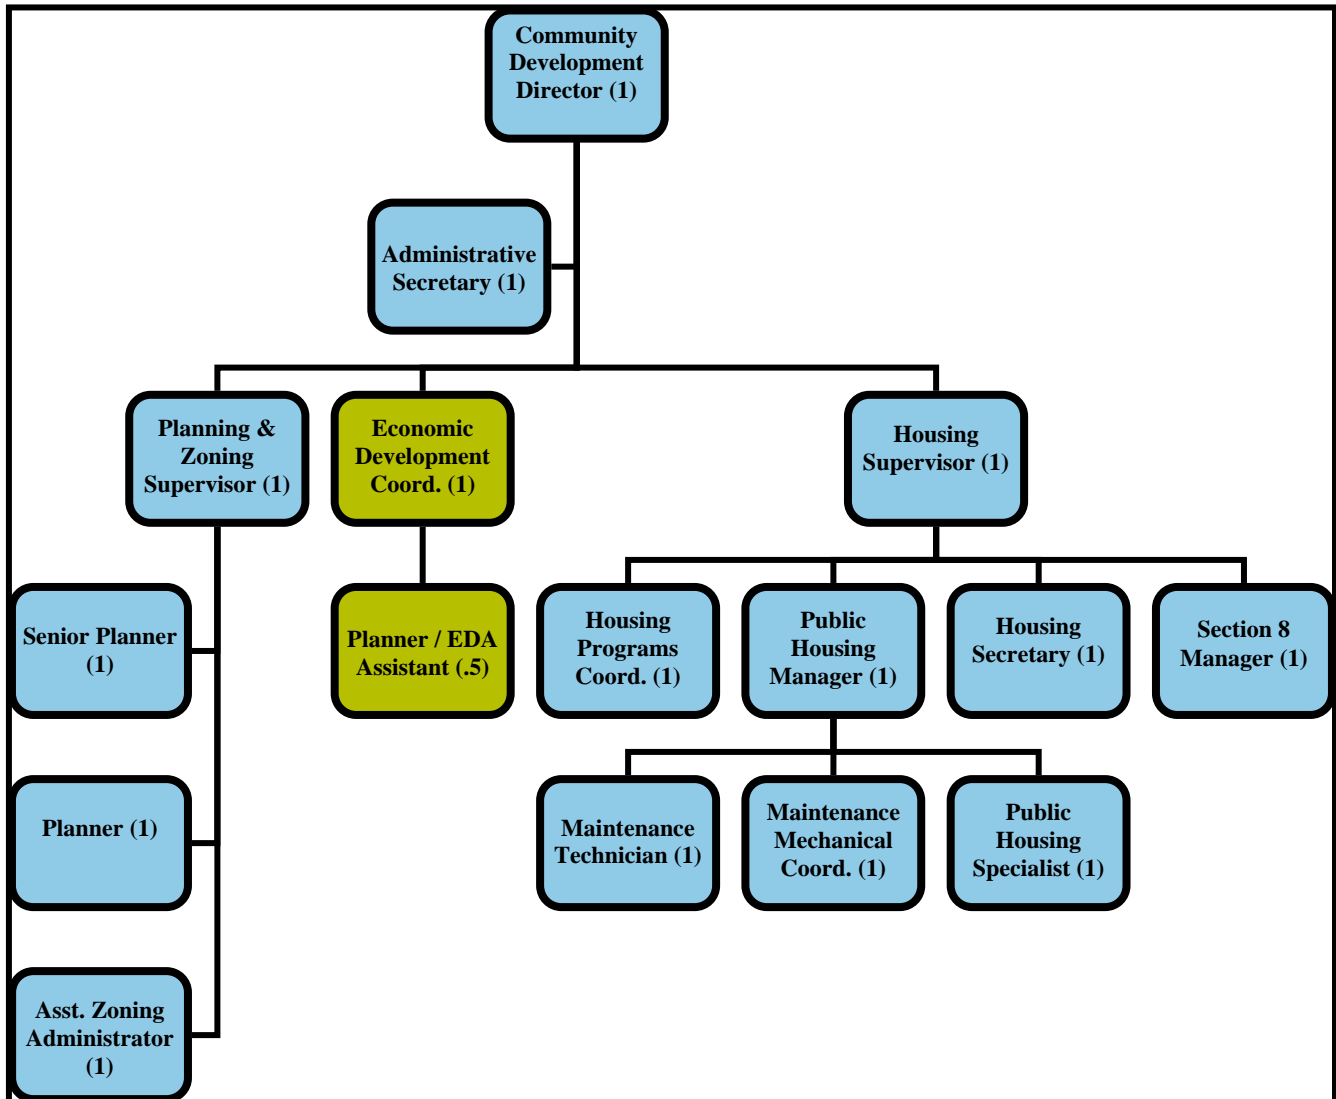 Community
Development
Director (1)
Administrative
Secretary (1)
Planning &
Zoning
Supervisor (1)
Economic
Development
Coord. (1)
Housing
Supervisor (1)
Senior Planner
(1)
Planner / EDA
Assistant (.5)
Housing
Programs
Coord. (1)
Public
Housing
Manager (1)
Housing
Secretary (1)
Section 8
Manager (1)
Planner (1)
Maintenance
Technician (1)
Maintenance
Mechanical
Coord. (1)
Public
Housing
Specialist (1)
Asst. Zoning
Administrator
(1)